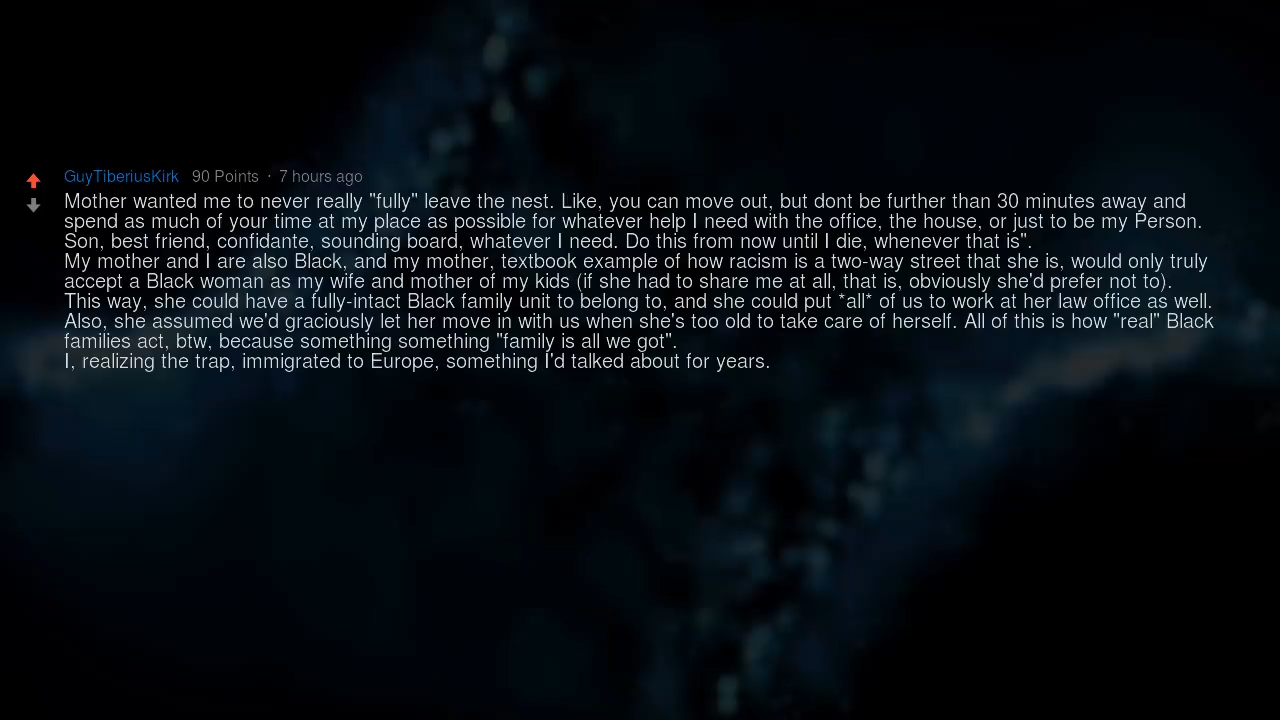 GuyTiberiusKirk 90 Points · 7 hours ago
Mother wanted me to never really "fully" leave the nest. Like, you can move out, but dont be further than 30 minutes away and
spend as much of your time at my place as possible for whatever help I need with the office, the house, or just to be my Person.
Son, best friend, confidante, sounding board, whatever I need. Do this from now until I die, whenever that is".
My mother and I are also Black, and my mother, textbook example of how racism is a two-way street that she is, would only truly
accept a Black woman as my wife and mother of my kids (if she had to share me at all, that is, obviously she'd prefer not to).
This way, she could have a fully-intact Black family unit to belong to, and she could put *all* of us to work at her law office as well.
Also, she assumed we'd graciously let her move in with us when she's too old to take care of herself. All of this is how "real" Black
families act, btw, because something something "family is all we got".
I, realizing the trap, immigrated to Europe, something I'd talked about for years.